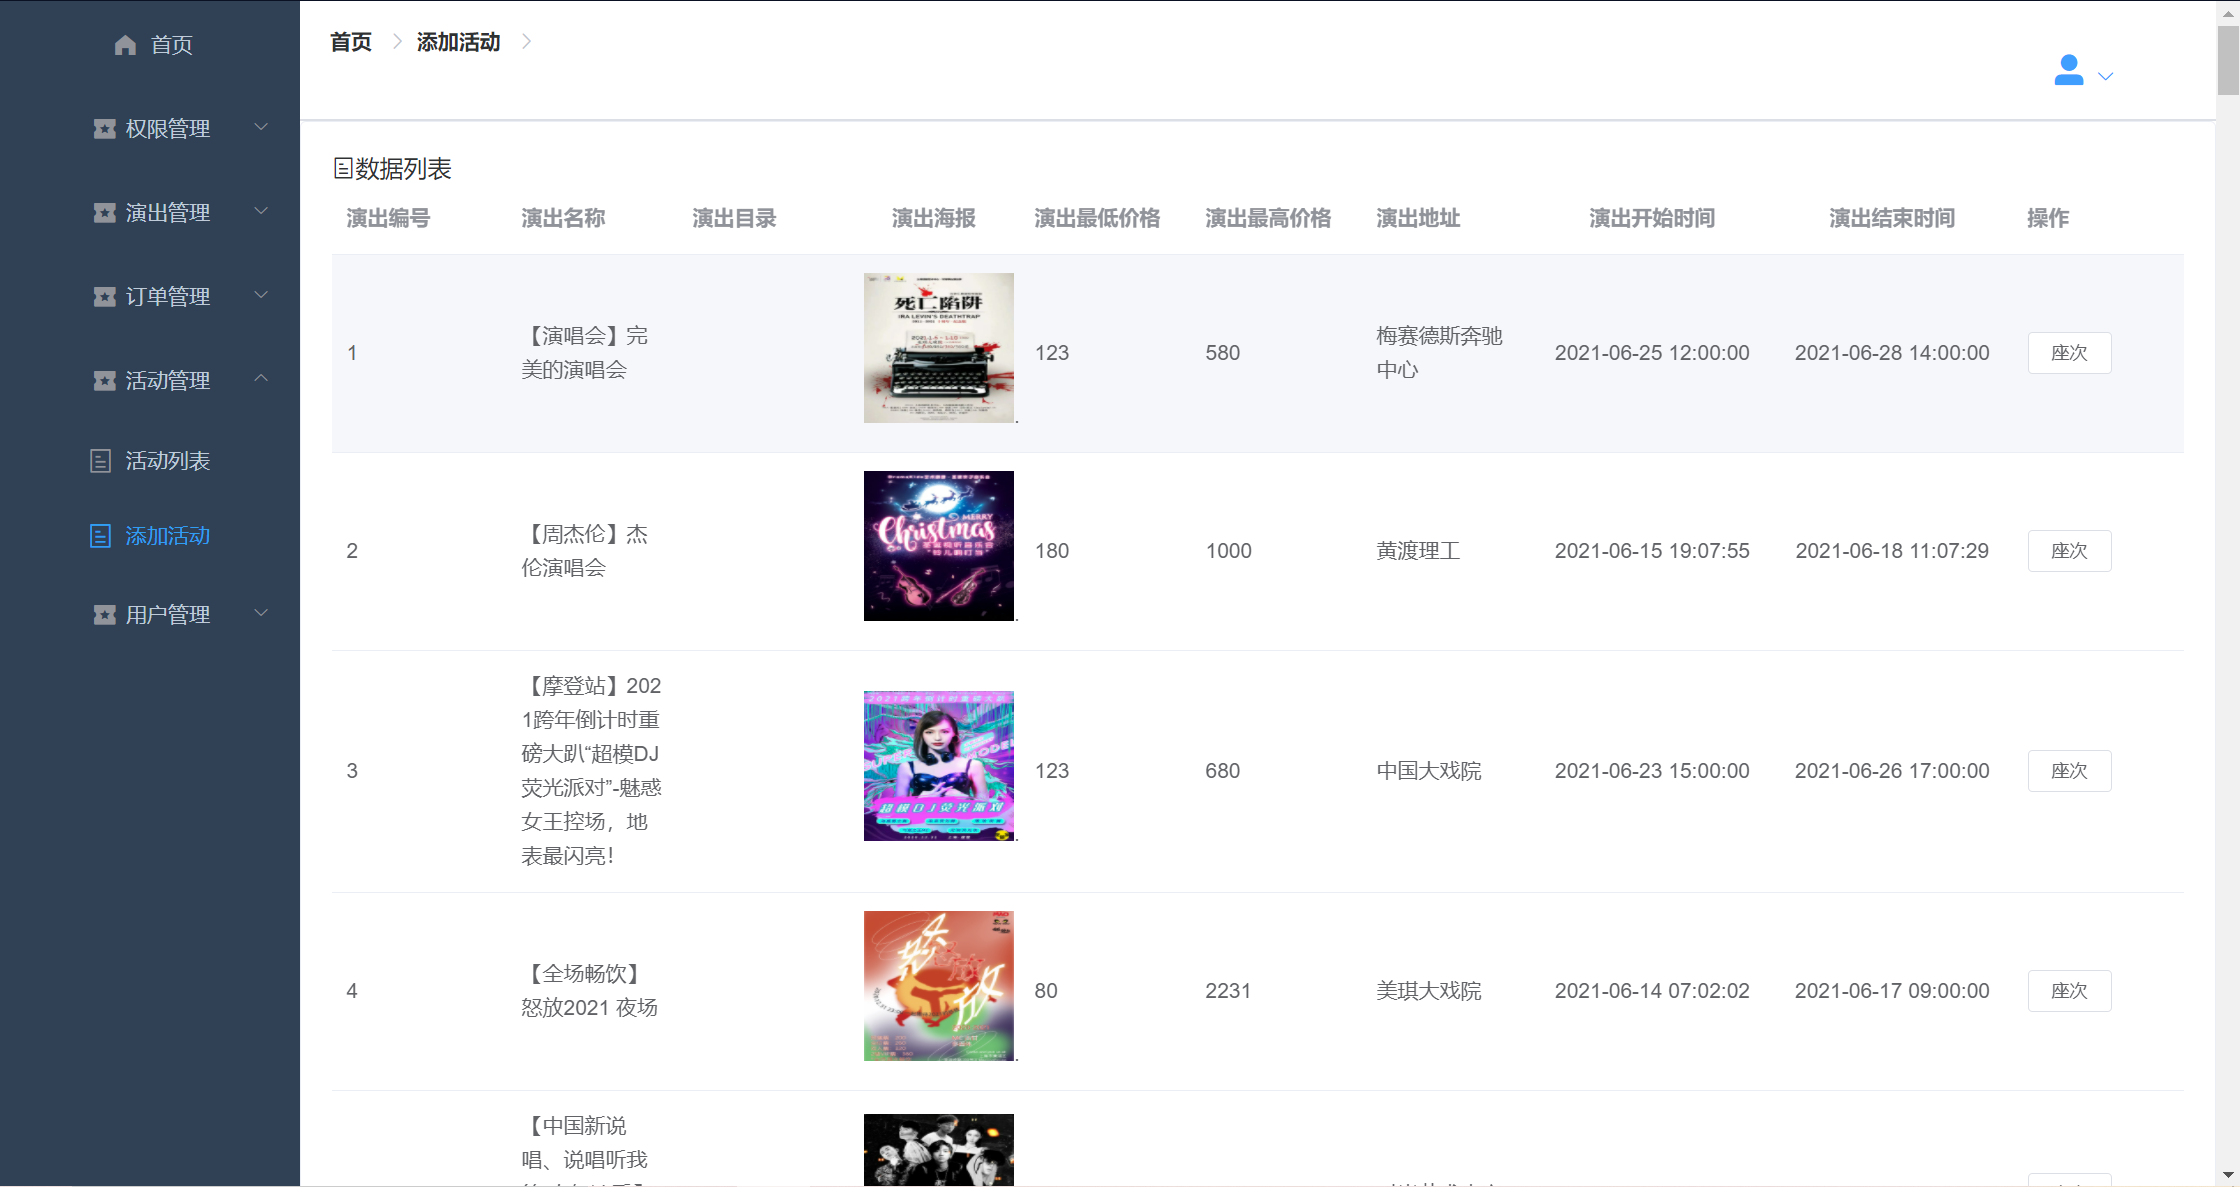 首页
权限管理
演出管理
订单管理
活动管理
活动列表
添加活动
用户管理
首页 添加活动
数据列表
演出编号 演出名称 演出目录 演出海报 演出最低价格 演出最高价格 演出地址 演出开始时间 演出结束时间 操作
1
【演唱会】完
美的演唱会
死亡陷阱
IRA LEVIN'S DEATHTRAP
123
580
梅赛德斯奔驰
中心
2021-06-25 12:00:00
2021-06-28 14:00:00
座次
2
【周杰伦】杰
伦演唱会
MERRY
Christmas
180
1000
黄渡理工
2021-06-15 19:07:55
2021-06-18 11:07:29
座次
3
【摩登站】202
1跨年倒计时重
磅大趴“超模DJ
荧光派对”-魅惑
女王控场，地
表最闪亮！
超模DJ荧光派对
123
680
中国大戏院
2021-06-23 15:00:00
2021-06-26 17:00:00
座次
4
【全场畅饮】
怒放2021 夜场
怒放
80
2231
美琪大戏院
2021-06-14 07:02:02
2021-06-17 09:00:00
座次
【中国新说
唱、说唱听我